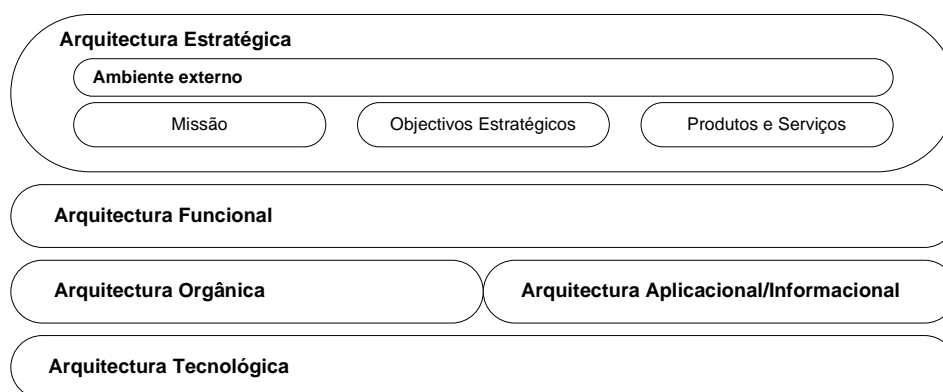 Arquitectura Estratégica
Ambiente externo
Missão
Objectivos Estratégicos
Produtos e Serviços
Arquitectura Funcional
Arquitectura Orgânica
Arquitectura Aplicacional/Informacional
Arquitectura Tecnológica